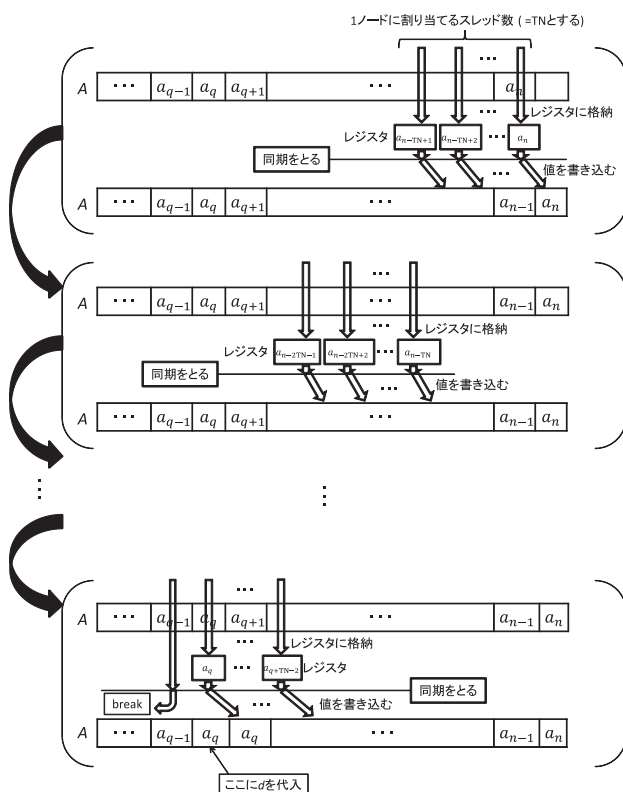 1ノードに割り当てるスレッド数 ( =TNとする)
...
A ... a_{q-1} a_q a_{q+1} ... a_n
... レジスタに格納
レジスタ a_{n-TN+1} a_{n-TN+2} ... a_n
同期をとる ... 値を書き込む
A ... a_{q-1} a_q a_{q+1} ... a_{n-1} a_n
...
A ... a_{q-1} a_q a_{q+1} ... a_{n-1} a_n
... レジスタに格納
レジスタ a_{n-2TN-1} a_{n-2TN+2} ... a_{n-TN}
同期をとる ... 値を書き込む
A ... a_{q-1} a_q a_{q+1} ... a_{n-1} a_n
⋮ ⋮
...
A ... a_{q-1} a_q a_{q+1} ... a_{n-1} a_n
... レジスタに格納
a_q ... a_{q+TN-2} レジスタ
同期をとる
break ... 値を書き込む
A ... a_{q-1} a_q a_q ... a_{n-1} a_n
ここにdを代入